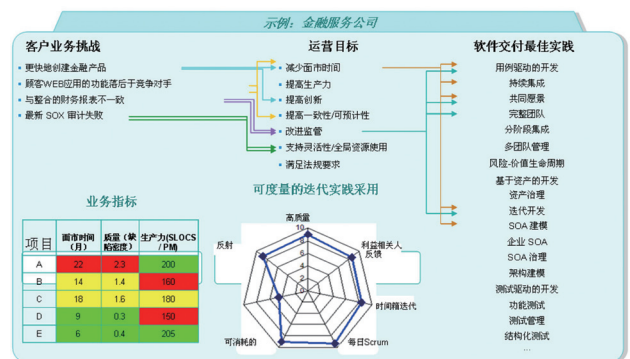 示例：金融服务公司
客户业务挑战
更快地创建金融产品
顾客WEB应用的功能落后于竞争对手
与整合的财务报表不一致
最新 SOX 审计失败
运营目标
减少面市时间
提高生产力
提高创新
提高一致性/可预计性
改进监管
支持灵活性/全局资源使用
满足法规要求
软件交付最佳实践
用例驱动的开发
持续集成
共同愿景
完整团队
分阶段集成
多团队管理
风险-价值生命周期
基于资产的开发
资产治理
迭代开发
SOA 建模
企业 SOA
SOA 治理
架构建模
测试驱动的开发
功能测试
测试管理
结构化测试
...
业务指标
项目 面市时间（月） 质量（缺陷密度） 生产力(SLOCS/PM)
A 22 2.3 200
B 14 1.4 160
C 18 1.6 180
D 9 0.3 150
E 6 0.4 205
可度量的迭代实践采用
高质量
利益相关人反馈
时间箱迭代
每日Scrum
可消耗的
反射
10
8
6
4
2
0